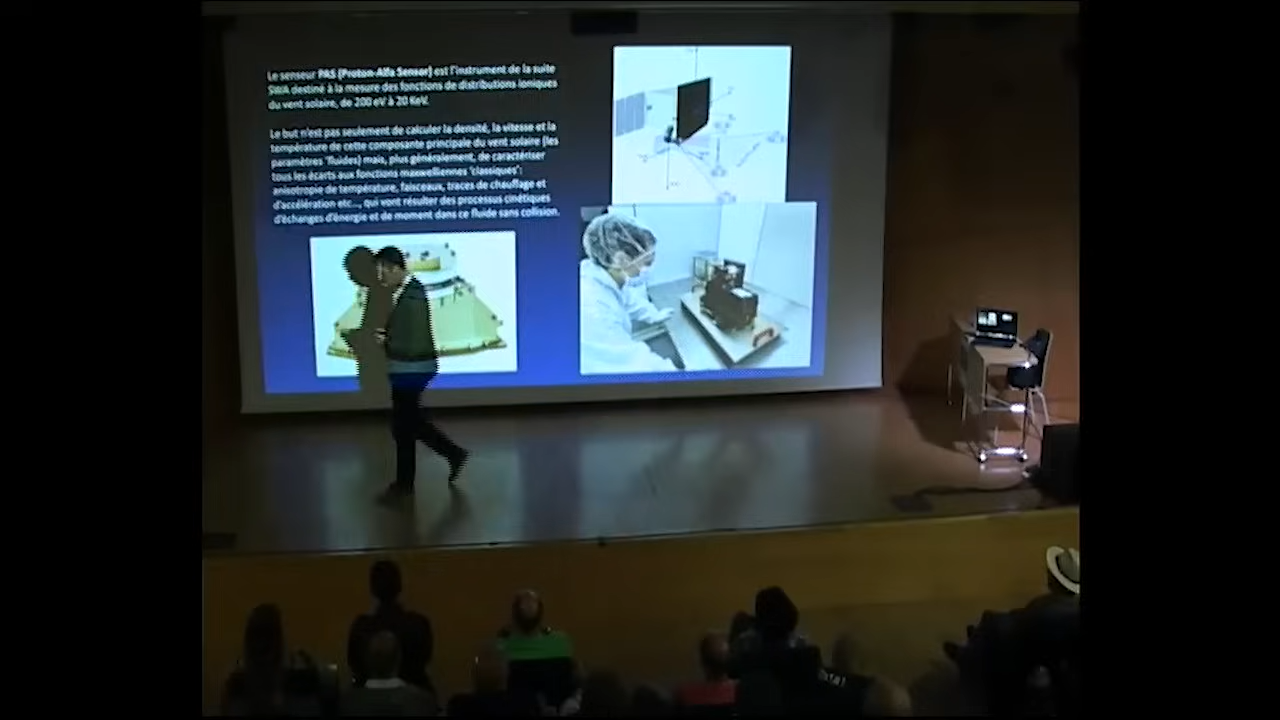 Le senseur PAS (Proton-Alfa Sensor) est l'instrument de la suite
SWA destiné à la mesure des fonctions de distributions ioniques
du vent solaire, de 200 eV à 20 KeV.
Le but n'est pas seulement de calculer la densité, la vitesse et la
température de cette composante principale du vent solaire (les
paramètres 'fluides) mais, plus généralement, de caractériser
tous les écarts aux fonctions maxwelliennes 'classiques':
anisotropie de température, faisceaux, traces de chauffage et
d'accélération etc..., qui vont résulter des processus cinétiques
d'échanges d'énergie et de moment dans ce fluide sans collision.